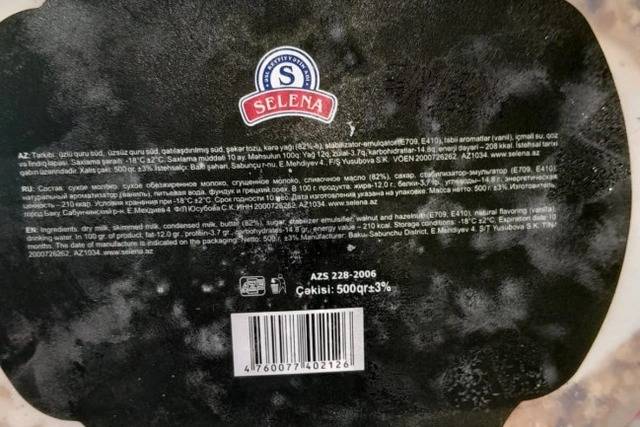 SELENA
S
SELENA
AZ: Tərkibi: üzlü quru süd, üzsüz quru süd, qatılaşdırılmış süd, şəkər tozu, kərə yağı (82%-li), stabilizator-emulqator(E709, E410), təbii aromatlar (vanil), içməli su, qoz
və fındıq ləpəsi. Saxlama şəraiti: -18°C ±2°C. Saxlama müddəti 10 ay. Məhsulun 100q: Yağ 12q, zülal-3.7q, karbohidratlar-14.8q, enerji dəyəri – 208 kkal. İstehsal tarixi
qabın üzərindədir. Xalis çəki: 500 qr. ±3% İstehsalçı: Bakı şəhəri, Sabunçu r-nu, E.Mehdiyev 4, F/Ş Yusubova S.K. VÖEN 2000726262, AZ1034. www.selena.az
RU: Состав: сухое молоко, сухое обезжиренное молоко, сгущенное молоко, сливочное масло (82%), сахар, стабилизатор-эмульгатор (E709, E410),
натуральный ароматизатор (ваниль), питьевая вода, фундук и грецкий орех. В 100 г. продукта: жира-12.0 г., белки-3.7 г., углеводы-14.8 г. энергетическая
ценность – 210 ккал. Условия хранения при -18°C ±2°C. Срок годности 10 мес. Дата изготовления указана на упаковке. Масса нетто: 500 г. ±3% Изготовитель:
город Баку, Сабунчинский р-н, Е.Мехдиев 4. Ф/Л Юсубова С.К. ИНН 2000726262, AZ1034. www.selena.az
EN: Ingredients: dry milk, skimmed milk, condensed milk, butter (82%), sugar, stabilizer emulsifier, walnut and hazelnut (E709, E410), natural flavoring (vanilla),
drinking water. In 100 gr. of product, fat-12.0 gr., protein-3.7 gr., carbohydrates-14.8 gr., energy value – 210 kcal. Storage condition: -18°C ±2°C Expiration date 10
months. The date of manufacture is indicated on the packaging. Netto: 500 г. ±3% Manufacturer: Baku, Sabunchu District, E.Mendiyev 4. S/T Yusubova S.K. TIN
2000726262, AZ1034. www.selena.az
AZS 228-2006
Çəkisi: 500qr±3%
4 760077 402126